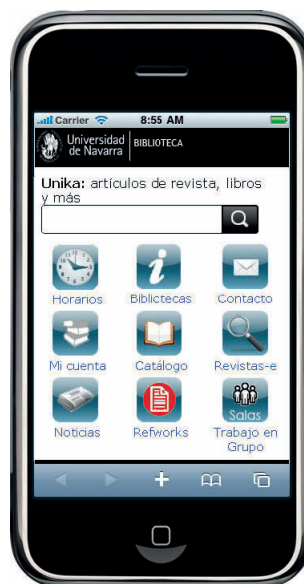 Carrier 8:55 AM
Universidad
de Navarra
BIBLIOTECA
Unika: artículos de revista, libros
y más
Horarios Biblictecas Contacto
Mi cuenta Catálogo Revistas-e
Salas
Noticias Refworks Trabajo en
Grupo